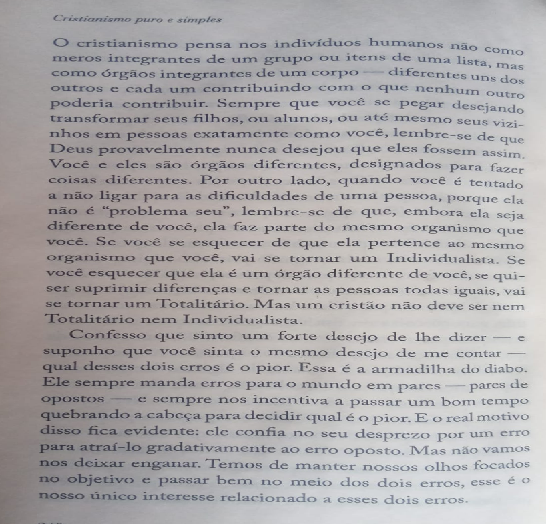 Cristianismo puro e simples
O cristianismo pensa nos indivíduos humanos não como
meros integrantes de um grupo ou itens de uma lista, mas
como órgãos integrantes de um corpo — diferentes uns dos
outros e cada um contribuindo com o que nenhum outro
poderia contribuir. Sempre que você se pegar desejando
transformar seus filhos, ou alunos, ou até mesmo seus vizi-
nhos em pessoas exatamente como você, lembre-se de que
Deus provavelmente nunca desejou que eles fossem assim.
Você e eles são órgãos diferentes, designados para fazer
coisas diferentes. Por outro lado, quando você é tentado
a não ligar para as dificuldades de uma pessoa, porque ela
não é “problema seu”, lembre-se de que, embora ela seja
diferente de você, ela faz parte do mesmo organismo que
você. Se você se esquece de que ela pertence ao mesmo
organismo que você, vai se tornar um Individualista. Se
você esquecer que ela é um órgão diferente de você, se qui-
ser suprimir diferenças e tornar as pessoas todas iguais, vai
se tornar um Totalitário. Mas um cristão não deve ser nem
Totalitário nem Individualista.
Confesso que sinto um forte desejo de lhe dizer — e
suponho que você sinta o mesmo desejo de me contar —
qual desses dois erros é o pior. Essa é a armadilha do diabo.
Ele sempre manda erros para o mundo em pares — pares de
opostos — e sempre nos incentiva a passar um bom tempo
quebrando a cabeça para decidir qual é o pior. E o real motivo
disso fica evidente: ele confia no seu desprezo por um erro
para atraí-lo gradativamente ao erro oposto. Mas não vamos
nos deixar enganar. Temos de manter nossos olhos focados
no objetivo e passar bem no meio dos dois erros, esse é o
nosso único interesse relacionado a esses dois erros.